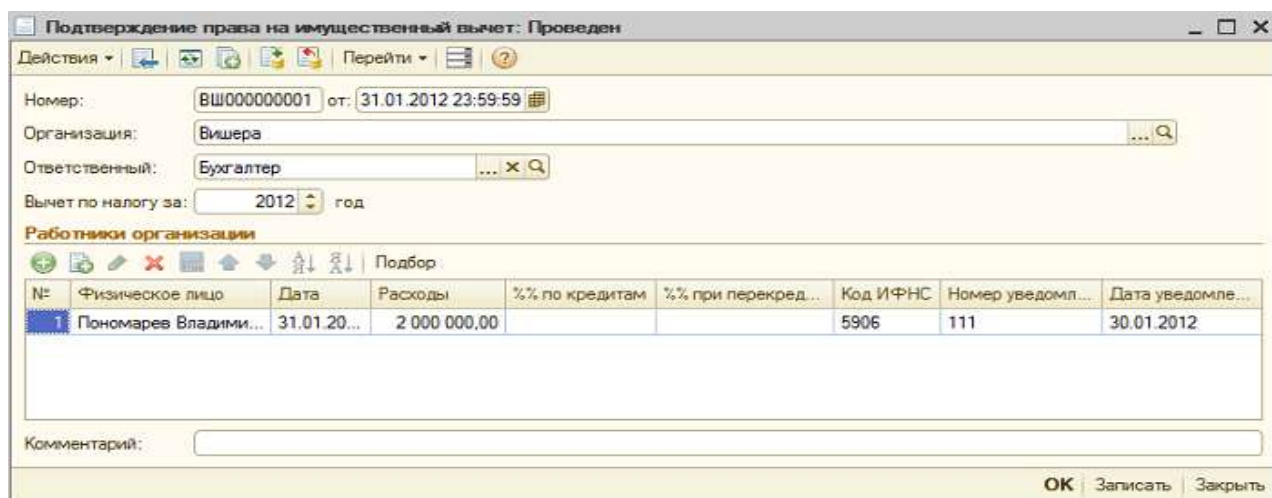 Подтверждение права на имущественный вычет: Проведен
Действия Перейти
Номер: ВШ000000001 от: 31.01.2012 23:59:59
Организация: Вишера ...
Ответственный: Бухгалтер ...
Вычет по налогу за: 2012 год
Работники организации
Подбор
№ Физическое лицо Дата Расходы %% по кредитам %% при перекред... Код ИФНС Номер уведомл... Дата уведомле...
1 Пономарев Владими... 31.01.20... 2 000 000,00 5906 111 30.01.2012
Комментарий:
OK Записать Закрыть